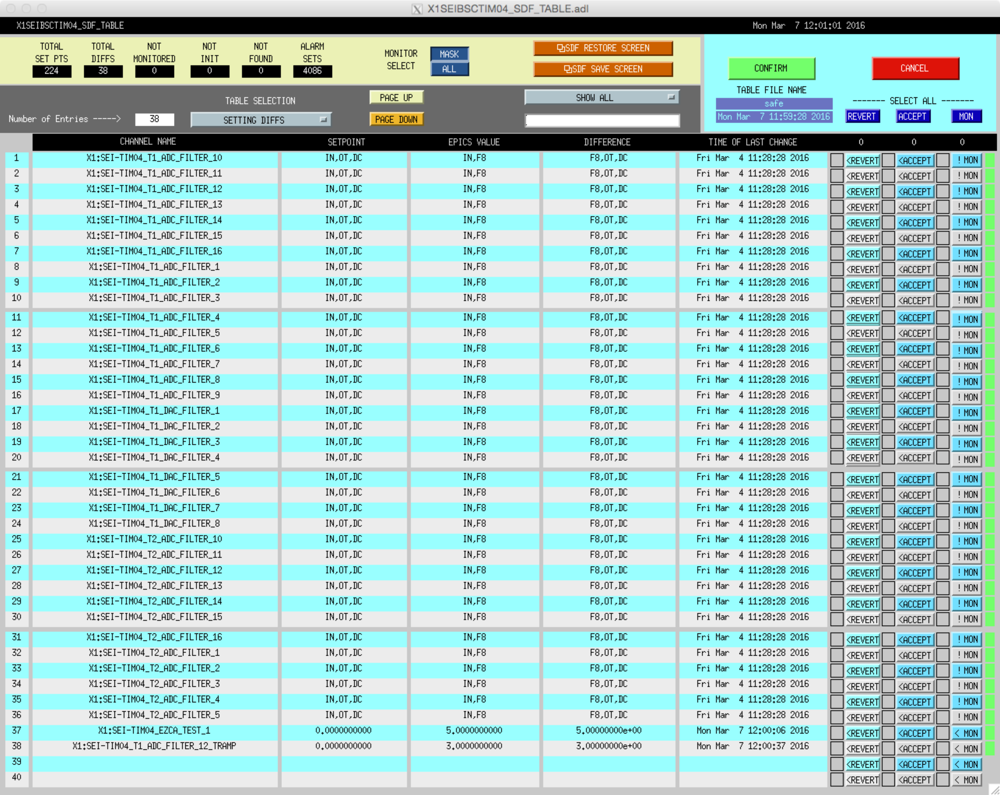 X1SEIBSCTIM04_SDF_TABLE.adl
X1SEIBSCTIM04_SDF_TABLE Mon Mar 7 12:01:01 2016
TOTAL SET PTS 224
TOTAL DIFFS 38
NOT MONITORED 0
NOT INIT 0
NOT FOUND 0
ALARM SETS 4086
MONITOR SELECT
MASK
ALL
SDF RESTORE SCREEN
SDF SAVE SCREEN
CONFIRM CANCEL
TABLE FILE NAME
safe
Mon Mar 7 11:59:28 2016
------- SELECT ALL -------
REVERT ACCEPT MON
Number of Entries -----> 38
TABLE SELECTION
SETTING DIFFS
PAGE UP
PAGE DOWN
SHOW ALL
CHANNEL NAME SETPOINT EPICS VALUE DIFFERENCE TIME OF LAST CHANGE 0 0 0
1 X1:SEI-TIM04_T1_ADC_FILTER_10 IN,OT,DC IN,F8 F8,OT,DC Fri Mar 4 11:28:28 2016 <REVERT <ACCEPT ! MON
2 X1:SEI-TIM04_T1_ADC_FILTER_11 IN,OT,DC IN,F8 F8,OT,DC Fri Mar 4 11:28:28 2016 <REVERT <ACCEPT ! MON
3 X1:SEI-TIM04_T1_ADC_FILTER_12 IN,OT,DC IN,F8 F8,OT,DC Fri Mar 4 11:28:28 2016 <REVERT <ACCEPT ! MON
4 X1:SEI-TIM04_T1_ADC_FILTER_13 IN,OT,DC IN,F8 F8,OT,DC Fri Mar 4 11:28:28 2016 <REVERT <ACCEPT ! MON
5 X1:SEI-TIM04_T1_ADC_FILTER_14 IN,OT,DC IN,F8 F8,OT,DC Fri Mar 4 11:28:28 2016 <REVERT <ACCEPT ! MON
6 X1:SEI-TIM04_T1_ADC_FILTER_15 IN,OT,DC IN,F8 F8,OT,DC Fri Mar 4 11:28:28 2016 <REVERT <ACCEPT ! MON
7 X1:SEI-TIM04_T1_ADC_FILTER_16 IN,OT,DC IN,F8 F8,OT,DC Fri Mar 4 11:28:28 2016 <REVERT <ACCEPT ! MON
8 X1:SEI-TIM04_T1_ADC_FILTER_1 IN,OT,DC IN,F8 F8,OT,DC Fri Mar 4 11:28:28 2016 <REVERT <ACCEPT ! MON
9 X1:SEI-TIM04_T1_ADC_FILTER_2 IN,OT,DC IN,F8 F8,OT,DC Fri Mar 4 11:28:28 2016 <REVERT <ACCEPT ! MON
10 X1:SEI-TIM04_T1_ADC_FILTER_3 IN,OT,DC IN,F8 F8,OT,DC Fri Mar 4 11:28:28 2016 <REVERT <ACCEPT ! MON
11 X1:SEI-TIM04_T1_ADC_FILTER_4 IN,OT,DC IN,F8 F8,OT,DC Fri Mar 4 11:28:28 2016 <REVERT <ACCEPT ! MON
12 X1:SEI-TIM04_T1_ADC_FILTER_5 IN,OT,DC IN,F8 F8,OT,DC Fri Mar 4 11:28:28 2016 <REVERT <ACCEPT ! MON
13 X1:SEI-TIM04_T1_ADC_FILTER_6 IN,OT,DC IN,F8 F8,OT,DC Fri Mar 4 11:28:28 2016 <REVERT <ACCEPT ! MON
14 X1:SEI-TIM04_T1_ADC_FILTER_7 IN,OT,DC IN,F8 F8,OT,DC Fri Mar 4 11:28:28 2016 <REVERT <ACCEPT ! MON
15 X1:SEI-TIM04_T1_ADC_FILTER_8 IN,OT,DC IN,F8 F8,OT,DC Fri Mar 4 11:28:28 2016 <REVERT <ACCEPT ! MON
16 X1:SEI-TIM04_T1_ADC_FILTER_9 IN,OT,DC IN,F8 F8,OT,DC Fri Mar 4 11:28:28 2016 <REVERT <ACCEPT ! MON
17 X1:SEI-TIM04_T1_DAC_FILTER_1 IN,OT,DC IN,F8 F8,OT,DC Fri Mar 4 11:28:28 2016 <REVERT <ACCEPT ! MON
18 X1:SEI-TIM04_T1_DAC_FILTER_2 IN,OT,DC IN,F8 F8,OT,DC Fri Mar 4 11:28:28 2016 <REVERT <ACCEPT ! MON
19 X1:SEI-TIM04_T1_DAC_FILTER_3 IN,OT,DC IN,F8 F8,OT,DC Fri Mar 4 11:28:28 2016 <REVERT <ACCEPT ! MON
20 X1:SEI-TIM04_T1_DAC_FILTER_4 IN,OT,DC IN,F8 F8,OT,DC Fri Mar 4 11:28:28 2016 <REVERT <ACCEPT ! MON
21 X1:SEI-TIM04_T1_DAC_FILTER_5 IN,OT,DC IN,F8 F8,OT,DC Fri Mar 4 11:28:28 2016 <REVERT <ACCEPT ! MON
22 X1:SEI-TIM04_T1_DAC_FILTER_6 IN,OT,DC IN,F8 F8,OT,DC Fri Mar 4 11:28:28 2016 <REVERT <ACCEPT ! MON
23 X1:SEI-TIM04_T1_DAC_FILTER_7 IN,OT,DC IN,F8 F8,OT,DC Fri Mar 4 11:28:28 2016 <REVERT <ACCEPT ! MON
24 X1:SEI-TIM04_T1_DAC_FILTER_8 IN,OT,DC IN,F8 F8,OT,DC Fri Mar 4 11:28:28 2016 <REVERT <ACCEPT ! MON
25 X1:SEI-TIM04_T2_ADC_FILTER_10 IN,OT,DC IN,F8 F8,OT,DC Fri Mar 4 11:28:28 2016 <REVERT <ACCEPT ! MON
26 X1:SEI-TIM04_T2_ADC_FILTER_11 IN,OT,DC IN,F8 F8,OT,DC Fri Mar 4 11:28:28 2016 <REVERT <ACCEPT ! MON
27 X1:SEI-TIM04_T2_ADC_FILTER_12 IN,OT,DC IN,F8 F8,OT,DC Fri Mar 4 11:28:28 2016 <REVERT <ACCEPT ! MON
28 X1:SEI-TIM04_T2_ADC_FILTER_13 IN,OT,DC IN,F8 F8,OT,DC Fri Mar 4 11:28:28 2016 <REVERT <ACCEPT ! MON
29 X1:SEI-TIM04_T2_ADC_FILTER_14 IN,OT,DC IN,F8 F8,OT,DC Fri Mar 4 11:28:28 2016 <REVERT <ACCEPT ! MON
30 X1:SEI-TIM04_T2_ADC_FILTER_15 IN,OT,DC IN,F8 F8,OT,DC Fri Mar 4 11:28:28 2016 <REVERT <ACCEPT ! MON
31 X1:SEI-TIM04_T2_ADC_FILTER_16 IN,OT,DC IN,F8 F8,OT,DC Fri Mar 4 11:28:28 2016 <REVERT <ACCEPT ! MON
32 X1:SEI-TIM04_T2_ADC_FILTER_1 IN,OT,DC IN,F8 F8,OT,DC Fri Mar 4 11:28:28 2016 <REVERT <ACCEPT ! MON
33 X1:SEI-TIM04_T2_ADC_FILTER_2 IN,OT,DC IN,F8 F8,OT,DC Fri Mar 4 11:28:28 2016 <REVERT <ACCEPT ! MON
34 X1:SEI-TIM04_T2_ADC_FILTER_3 IN,OT,DC IN,F8 F8,OT,DC Fri Mar 4 11:28:28 2016 <REVERT <ACCEPT ! MON
35 X1:SEI-TIM04_T2_ADC_FILTER_4 IN,OT,DC IN,F8 F8,OT,DC Fri Mar 4 11:28:28 2016 <REVERT <ACCEPT ! MON
36 X1:SEI-TIM04_T2_ADC_FILTER_5 IN,OT,DC IN,F8 F8,OT,DC Fri Mar 4 11:28:28 2016 <REVERT <ACCEPT ! MON
37 X1:SEI-TIM04_EZCA_TEST_1 0.0000000000 5.0000000000 5.00000000e+00 Mon Mar 7 12:00:06 2016 <REVERT <ACCEPT < MON
38 X1:SEI-TIM04_T1_ADC_FILTER_12_TRAMP 0.0000000000 3.0000000000 3.00000000e+00 Mon Mar 7 12:00:37 2016 <REVERT <ACCEPT < MON
39 <REVERT <ACCEPT < MON
40 <REVERT <ACCEPT < MON